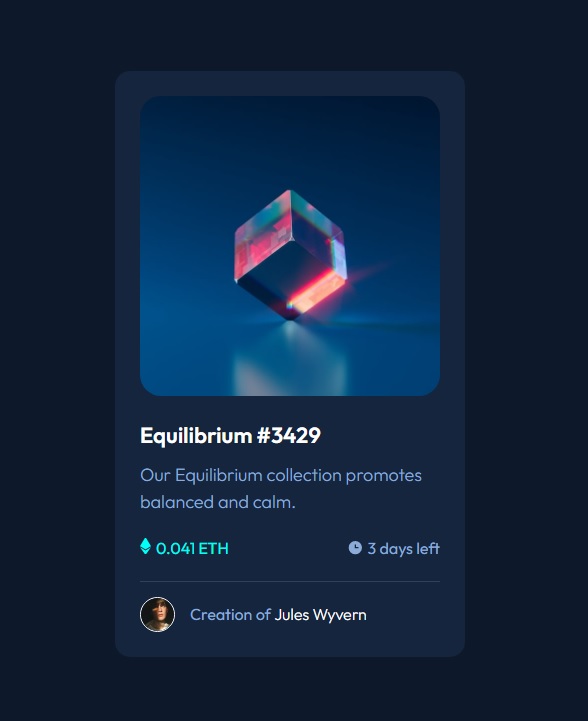 Equilibrium #3429
Our Equilibrium collection promotes
balanced and calm.
0.041 ETH
3 days left
Creation of Jules Wyvern